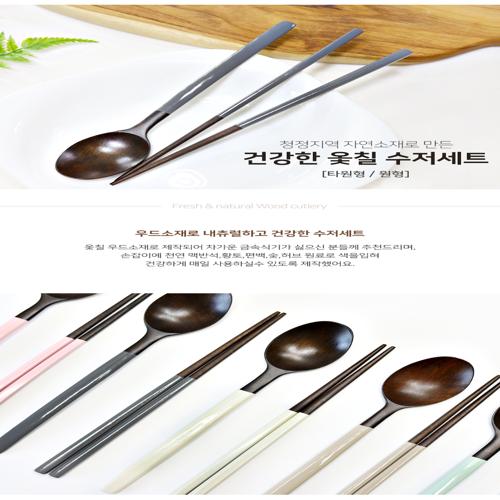 청정지역 자연소재로 만든
건강한 옻칠 수저세트
[타원형 / 원형]
Fresh & natural Wood cutlery
우드소재로 내츄럴하고 건강한 수저세트
옻칠 우드소재로 제작되어 차가운 금속식기가 싫으신 분들께 추천드리며,
손잡이에 천연 맥반석,황토,편백,숯,허브 원료로 색을입혀
건강하게 매일 사용하실수 있도록 제작했어요.